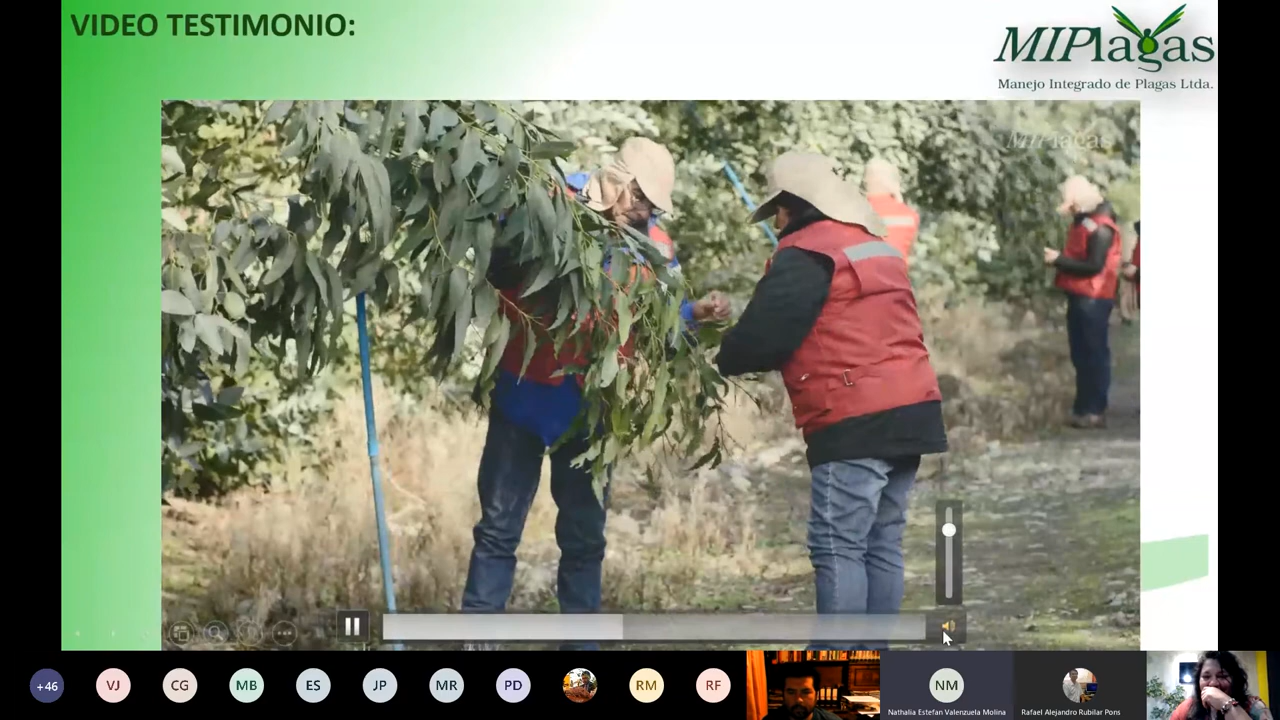 VIDEO TESTIMONIO:
MIPlagas
Manejo Integrado de Plagas Ltda.
MIPlagas
+46
VJ
CG
MB
ES
JP
MR
PD
RM
RF
NM
Nathalia Estefan Valenzuela Molina
Rafael Alejandro Rubilar Pons